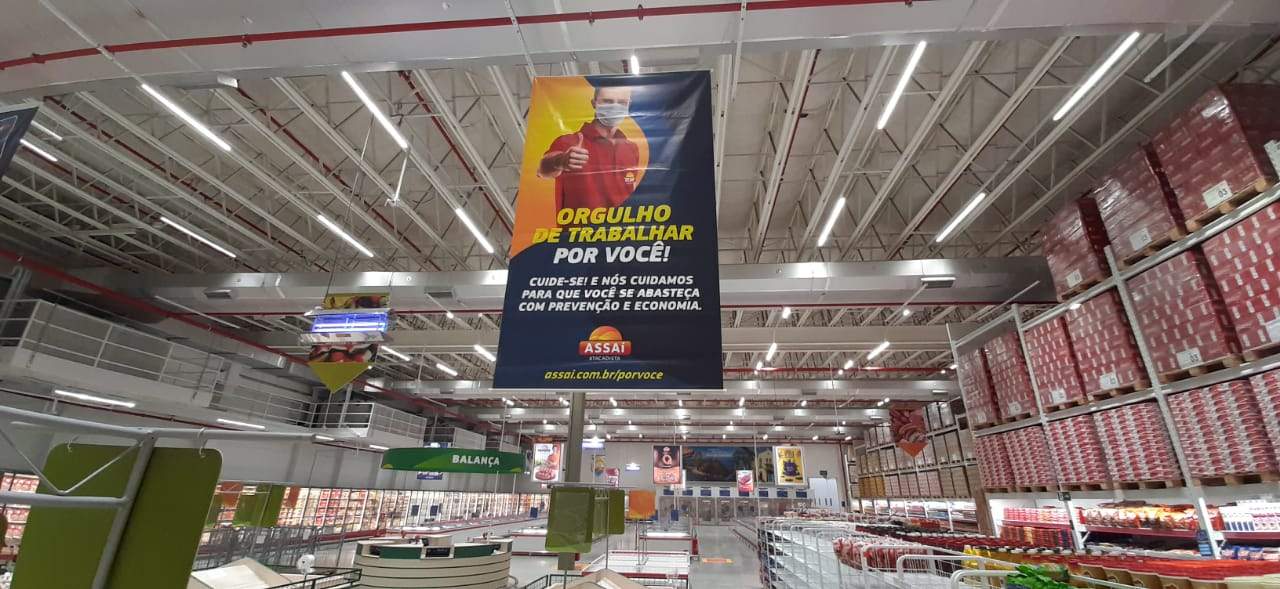 ORGULHO
DE TRABALHAR
POR VOCÊ!
CUIDE-SE! E NÓS CUIDAMOS
PARA QUE VOCÊ SE ABASTEÇA
COM PREVENÇÃO E ECONOMIA.
ASSAÍ
ATACADISTA
assai.com.br/porvoce
BALANÇA
03